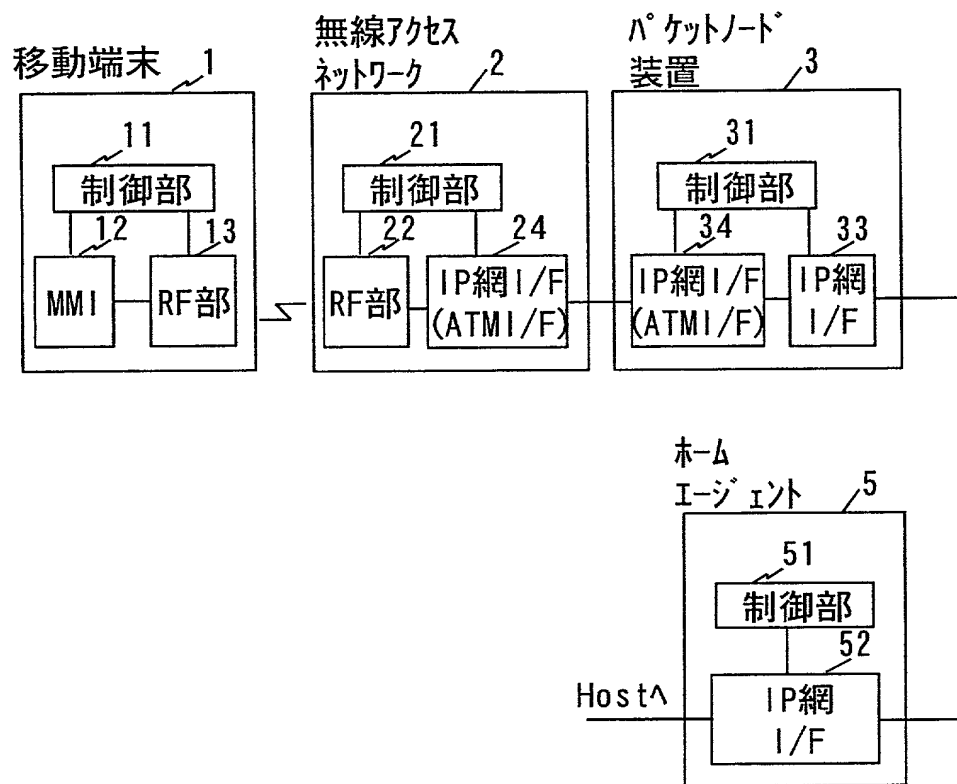 移動端末
1
11
制御部
12
13
MMI
RF部
無線アクセス
ネットワーク
2
21
制御部
22
24
RF部
IP網I/F
(ATMI/F)
パケットノード
装置
3
31
制御部
34
33
IP網I/F
(ATMI/F)
IP網
I/F
ホーム
エージェント
5
51
制御部
52
IP網
I/F
Hostへ